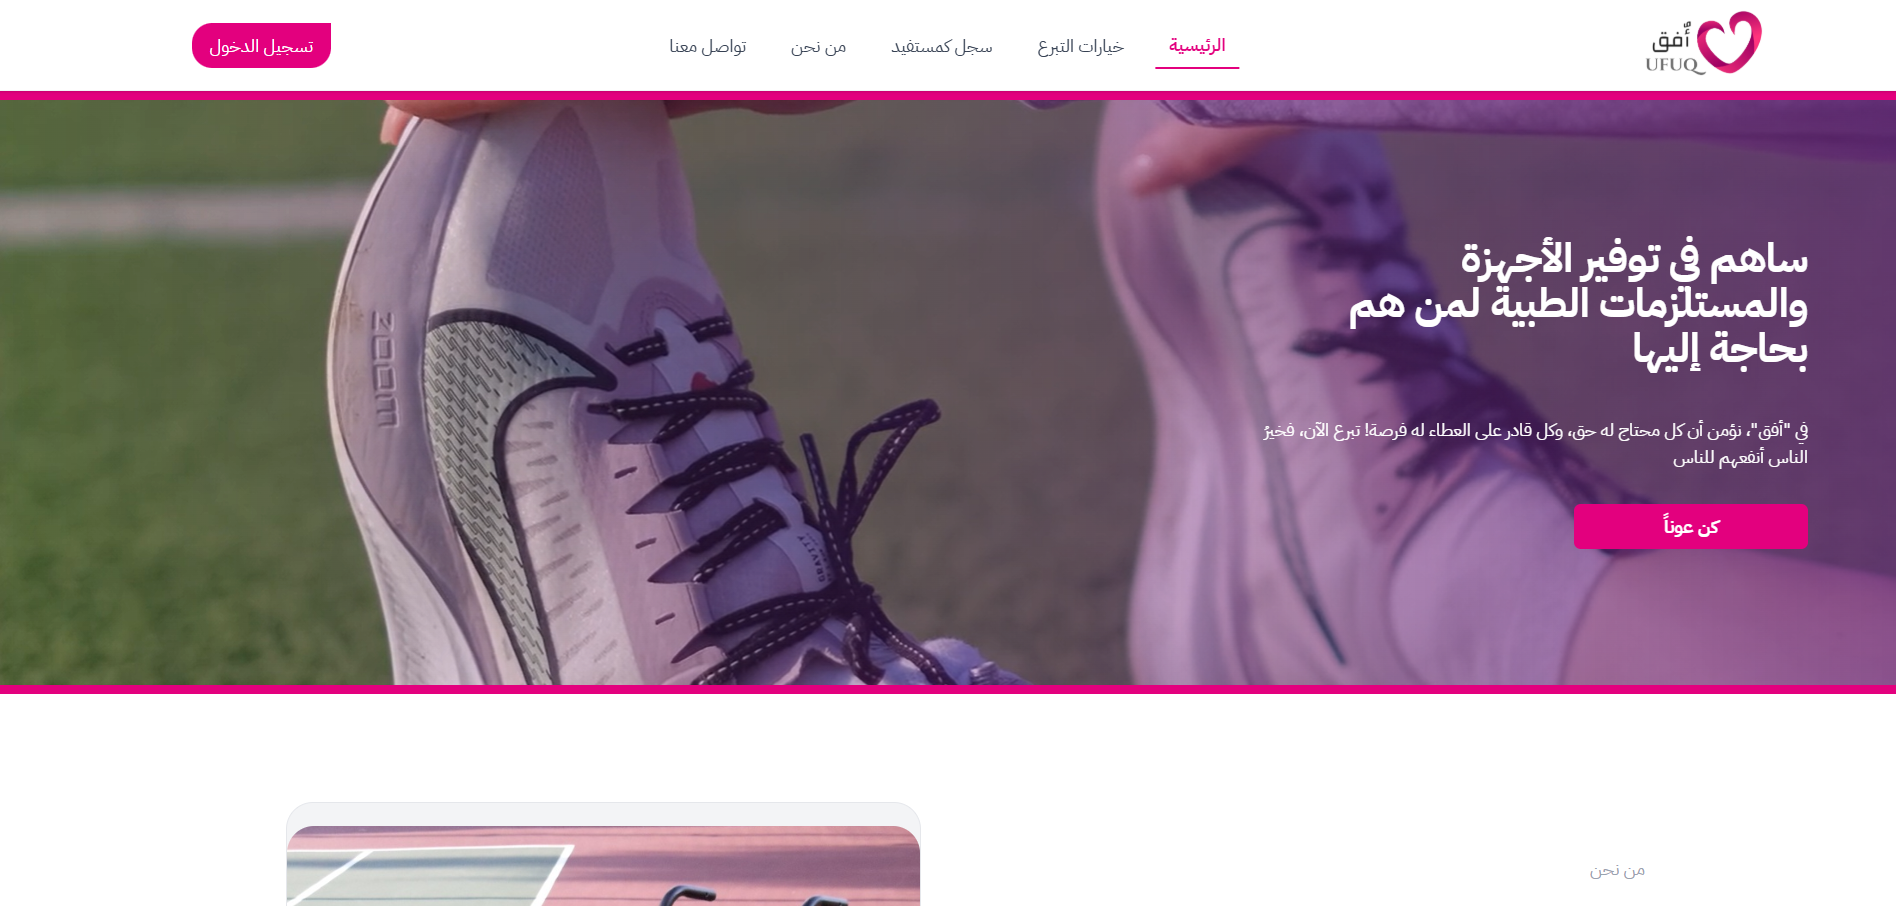 أُفق
UFUQ
الرئيسية
خيارات التبرع
سجل كمستفيد
من نحن
تواصل معنا
تسجيل الدخول
ساهم في توفير الأجهزة
والمستلزمات الطبية لمن هم
بحاجة إليها
في "أفق"، نؤمن أن كل محتاج له حق، وكل قادر على العطاء له فرصة! تبرع الآن، فخيرُ
الناس أنفعهم للناس
كن عوناً
ZOOM
GRAVITY
من نحن